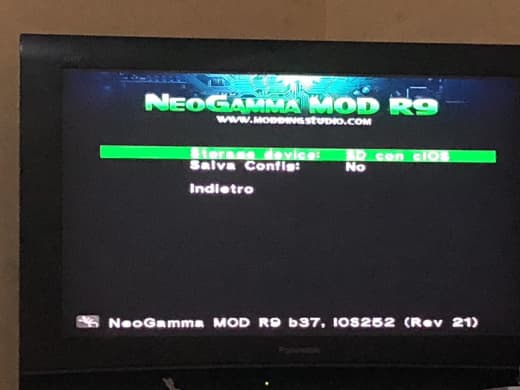 NeoGamma MOD R9
www.moddingstudio.com
Storage device: SD con cIOS
Salva Config: No
Indietro
NeoGamma MOD R9 b37, IOS252 (Rev 21)